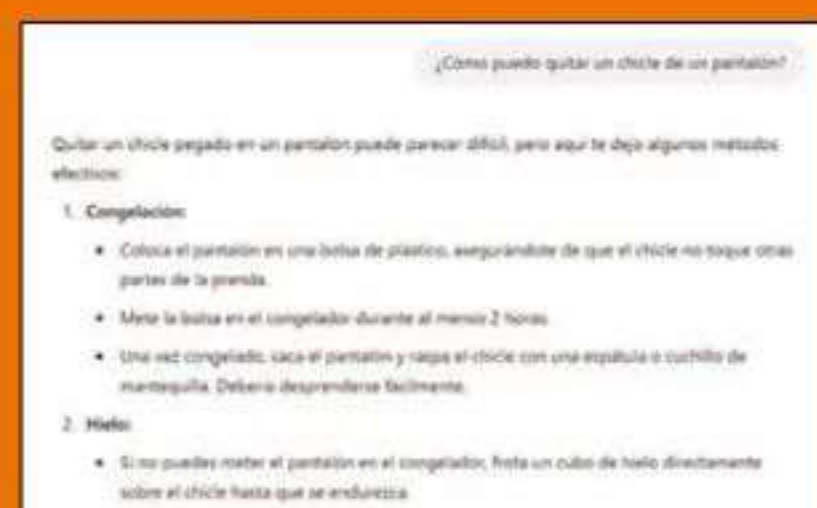 ¿Cómo puedo quitar un chicle de un pantalón?
Quitar un chicle pegado en un pantalón puede parecer difícil, pero aquí te dejo algunos métodos
efectivos:
1. Congelación:
• Coloca el pantalón en una bolsa de plástico, asegurándote de que el chicle no toque otras
partes de la prenda.
• Mete la bolsa en el congelador durante al menos 2 horas.
• Una vez congelado, saca el pantalón y raspa el chicle con una espátula o cuchillo de
mantequilla. Debería desprenderse fácilmente.
2. Hielo:
• Si no puedes meter el pantalón en el congelador, frota un cubo de hielo directamente
sobre el chicle hasta que se endurezca.